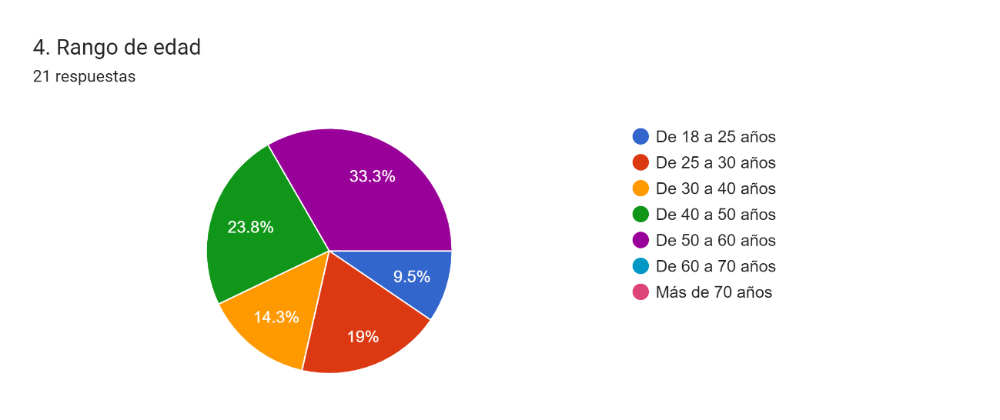 4. Rango de edad
21 respuestas
33.3%
23.8%
9.5%
14.3%
19%
De 18 a 25 años
De 25 a 30 años
De 30 a 40 años
De 40 a 50 años
De 50 a 60 años
De 60 a 70 años
Más de 70 años